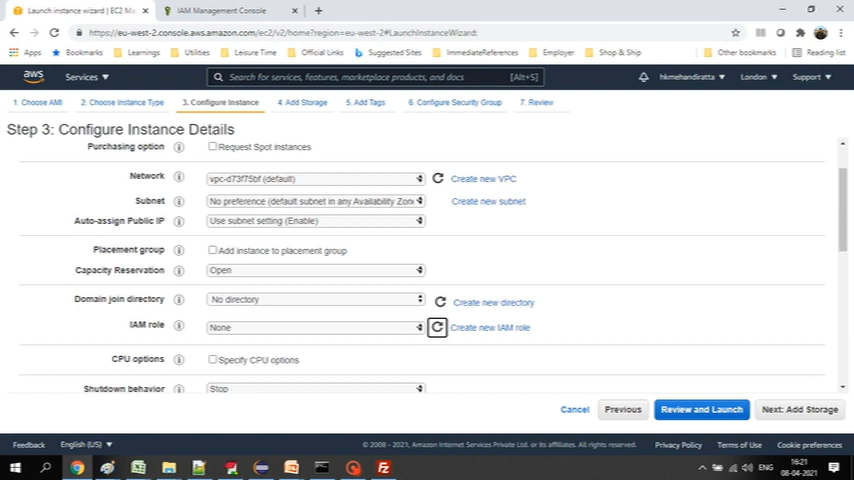 Launch instance wizard | EC2 Man
IAM Management Console
https://eu-west-2.console.aws.amazon.com/ec2/v2/home?region=eu-west-2#LaunchInstanceWizard:
Apps Bookmarks Learnings Utilities Leisure Time Official Links Suggested Sites ImmediateReferences Employer Shop & Ship Other bookmarks Reading list
aws Services Search for services, features, marketplace products, and docs [Alt+S] hkmehandiratta London Support
1. Choose AMI 2. Choose Instance Type 3. Configure Instance 4. Add Storage 5. Add Tags 6. Configure Security Group 7. Review
Step 3: Configure Instance Details
Purchasing option Request Spot instances
Network vpc-d73f75bf (default) Create new VPC
Subnet No preference (default subnet in any Availability Zone Create new subnet
Auto-assign Public IP Use subnet setting (Enable)
Placement group Add instance to placement group
Capacity Reservation Open
Domain join directory No directory Create new directory
IAM role None Create new IAM role
CPU options Specify CPU options
Shutdown behavior Stop
Cancel Previous Review and Launch Next: Add Storage
Feedback English (US) © 2008 - 2021, Amazon Internet Services Private Ltd. or its affiliates. All rights reserved. Privacy Policy Terms of Use Cookie preferences
ENG 16:21
08-04-2021